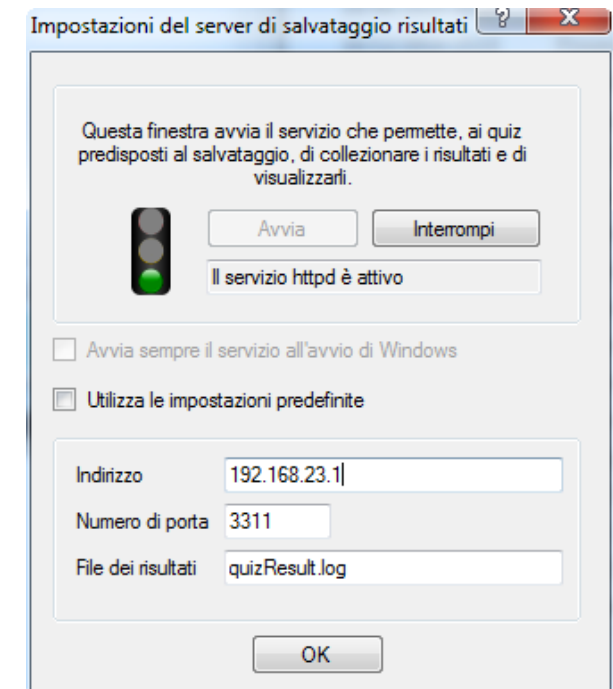 Impostazioni del server di salvataggio risultati
Questa finestra avvia il servizio che permette, ai quiz
predisposti al salvataggio, di collezionare i risultati e di
visualizzarli.
Avvia Interrompi
Il servizio httpd è attivo
Avvia sempre il servizio all'avvio di Windows
Utilizza le impostazioni predefinite
Indirizzo 192.168.23.1
Numero di porta 3311
File dei risultati quizResult.log
OK